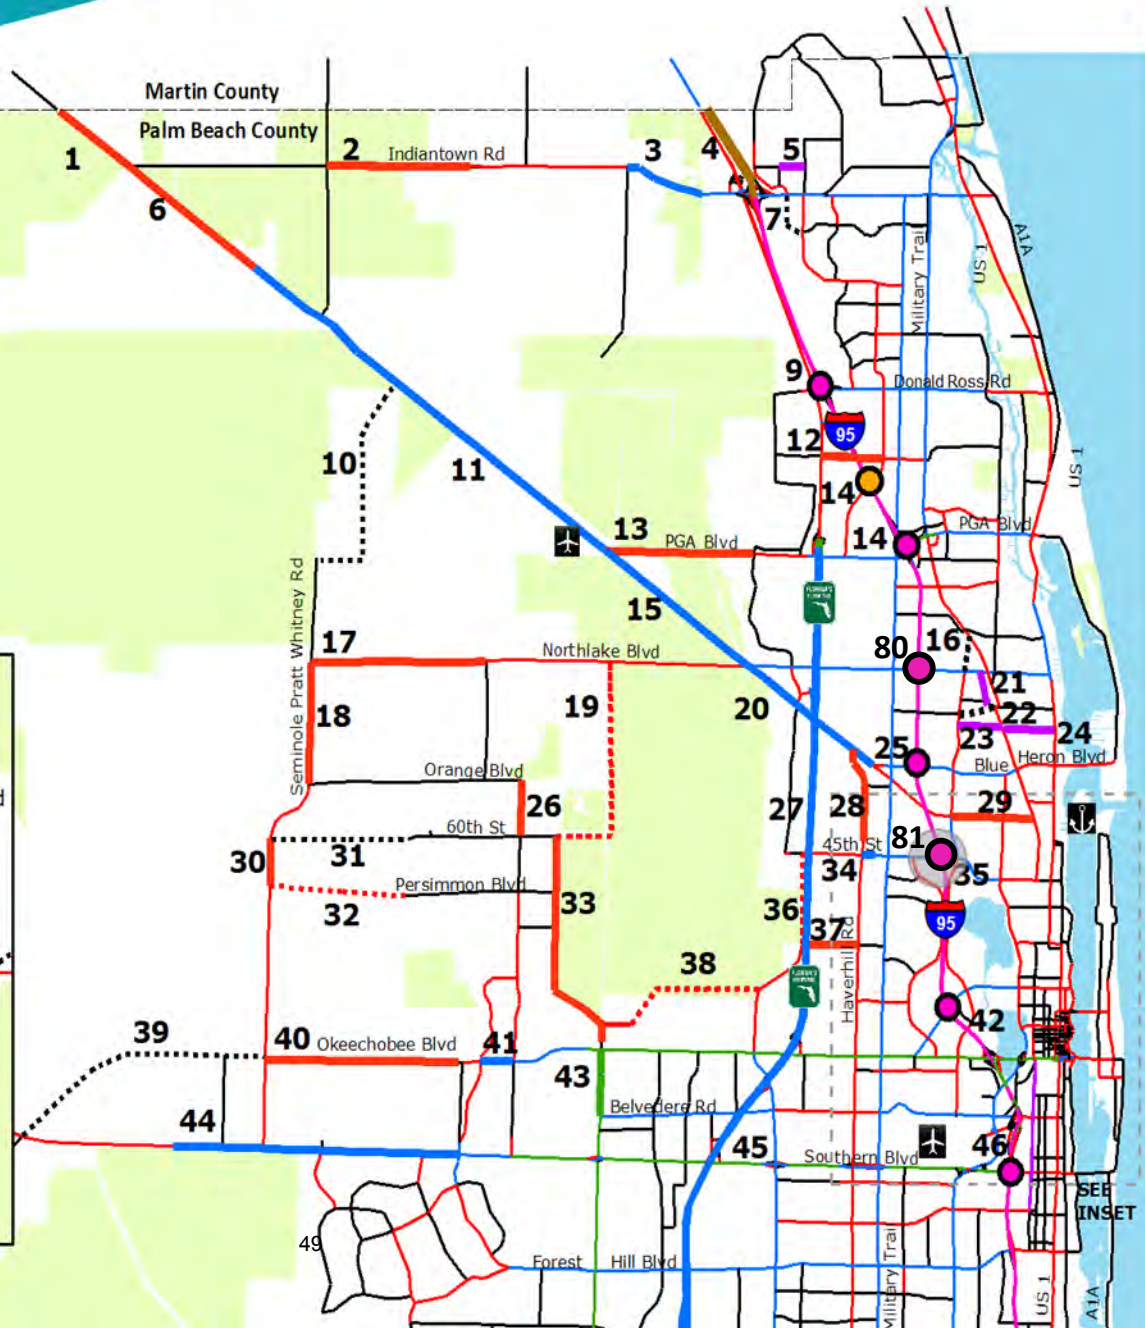 Martin County
Palm Beach County
1
2
Indiantown Rd
3
4
5
6
7
A1A
US 1
Military Trail
9
Donald Ross Rd
95
12
10
11
14
US 1
13
PGA Blvd
14
PGA Blvd
15
Seminole Pratt Whitney Rd
17
Northlake Blvd
80
16
18
19
20
21
22
23
24
25
Blue Heron Blvd
Orange Blvd
26
27
28
29
60th St
45th St
81
30
31
34
35
Persimmon Blvd
32
33
36
37
95
Haverhill Rd
38
42
39
40
Okeechobee Blvd
41
43
Belvedere Rd
44
45
Southern Blvd
46
SEE
INSET
49
Forest Hill Blvd
Military Trail
US 1
A1A